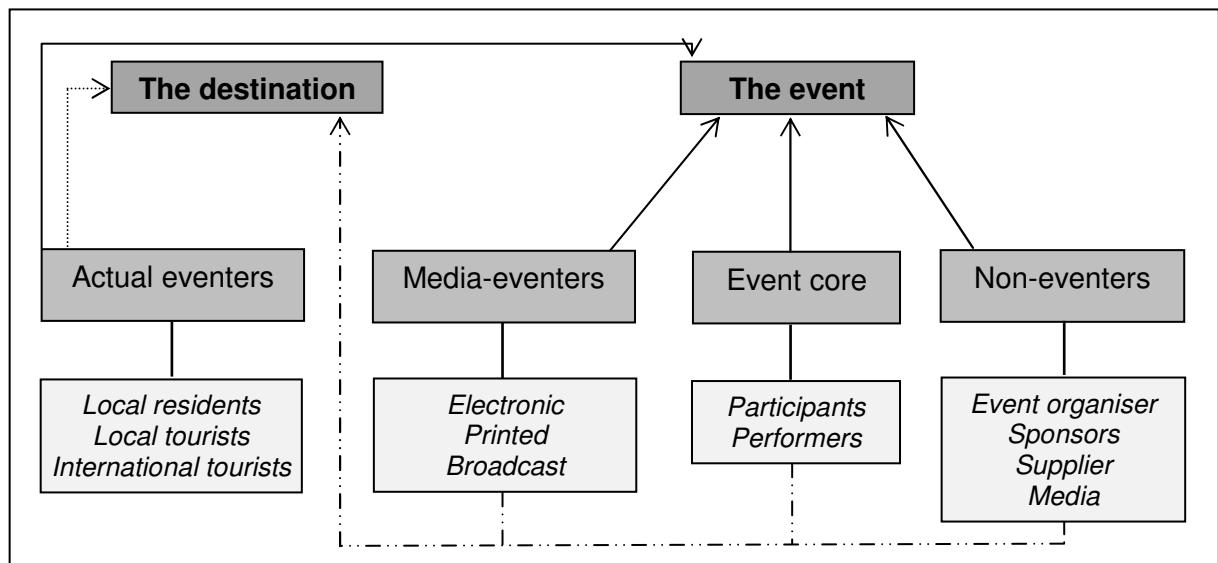 The destination
The event
Actual eventers
Media-eventers
Event core
Non-eventers
Local residents
Local tourists
International tourists
Electronic
Printed
Broadcast
Participants
Performers
Event organiser
Sponsors
Supplier
Media